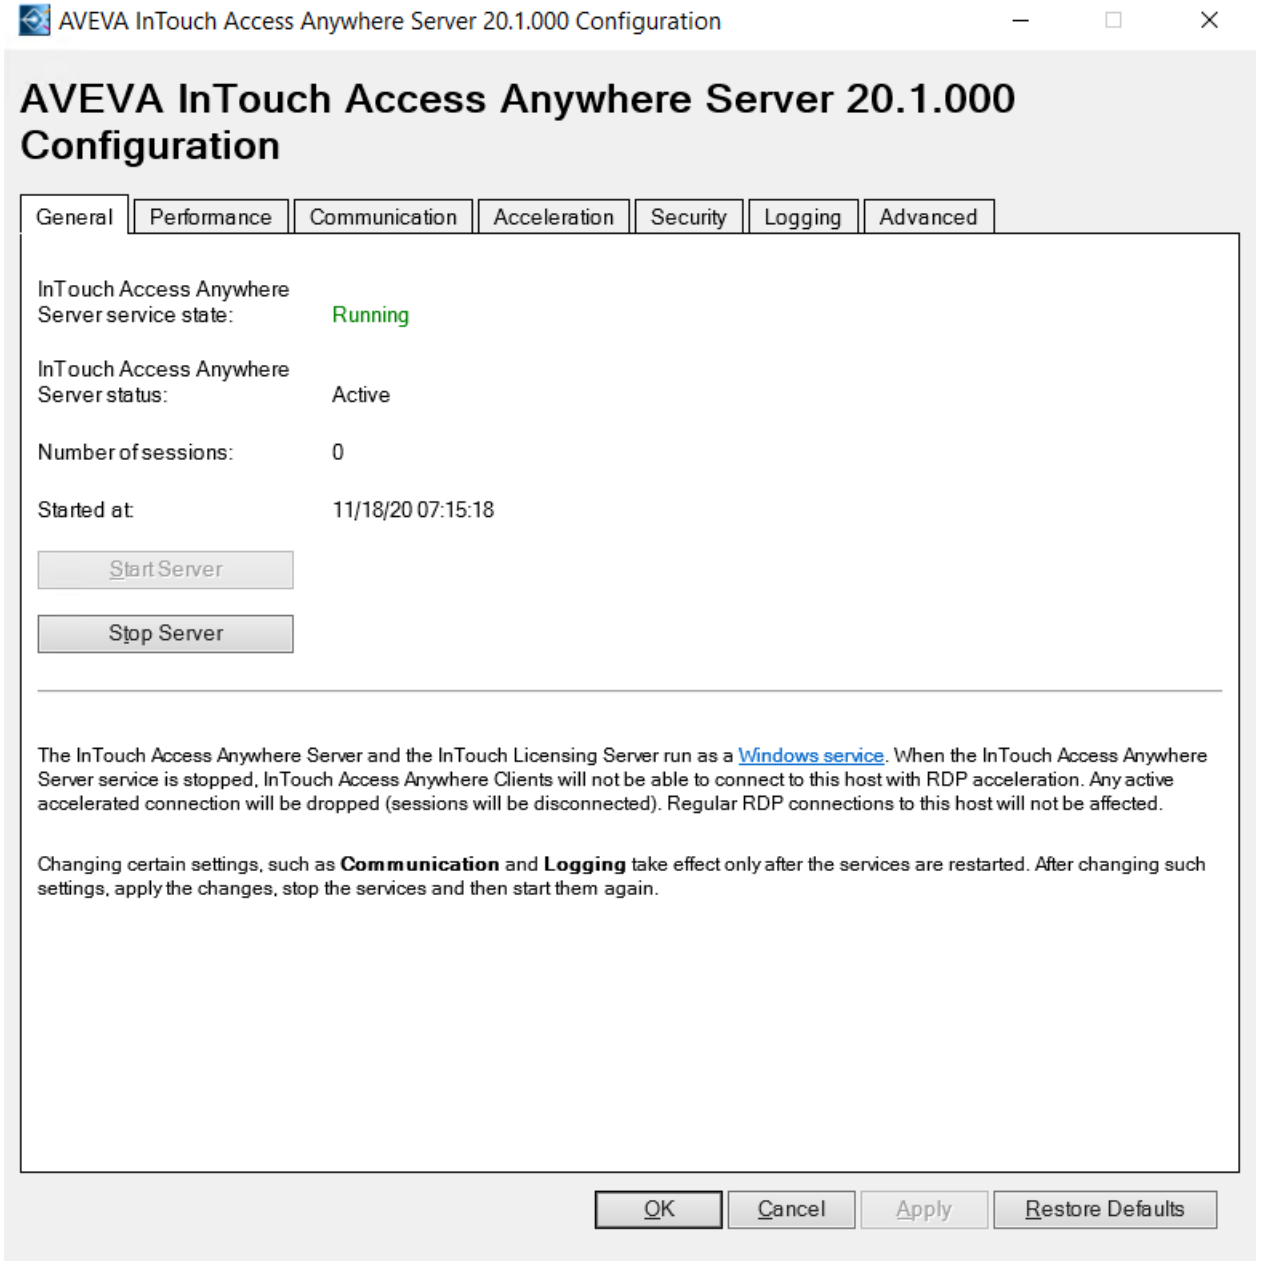 AVEVA InTouch Access Anywhere Server 20.1.000 Configuration
AVEVA InTouch Access Anywhere Server 20.1.000
Configuration
General Performance Communication Acceleration Security Logging Advanced
InTouch Access Anywhere
Server service state: Running
InTouch Access Anywhere
Server status: Active
Number of sessions: 0
Started at: 11/18/20 07:15:18
Start Server
Stop Server
The InTouch Access Anywhere Server and the InTouch Licensing Server run as a Windows service. When the InTouch Access Anywhere
Server service is stopped, InTouch Access Anywhere Clients will not be able to connect to this host with RDP acceleration. Any active
accelerated connection will be dropped (sessions will be disconnected). Regular RDP connections to this host will not be affected.
Changing certain settings, such as Communication and Logging take effect only after the services are restarted. After changing such
settings, apply the changes, stop the services and then start them again.
OK Cancel Apply Restore Defaults